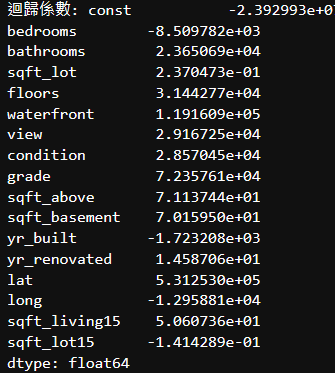 迴歸係數: const           -2.392993e+07
bedrooms        -8.509782e+03
bathrooms        2.365069e+04
sqft_lot         2.370473e-01
floors           3.144277e+04
waterfront       1.191609e+05
view             2.916725e+04
condition        2.857045e+04
grade            7.235761e+04
sqft_above       7.113744e+01
sqft_basement    7.015950e+01
yr_built        -1.723208e+03
yr_renovated     1.458706e+01
lat              5.312530e+05
long            -1.295881e+04
sqft_living15    5.060736e+01
sqft_lot15      -1.414289e-01
dtype: float64